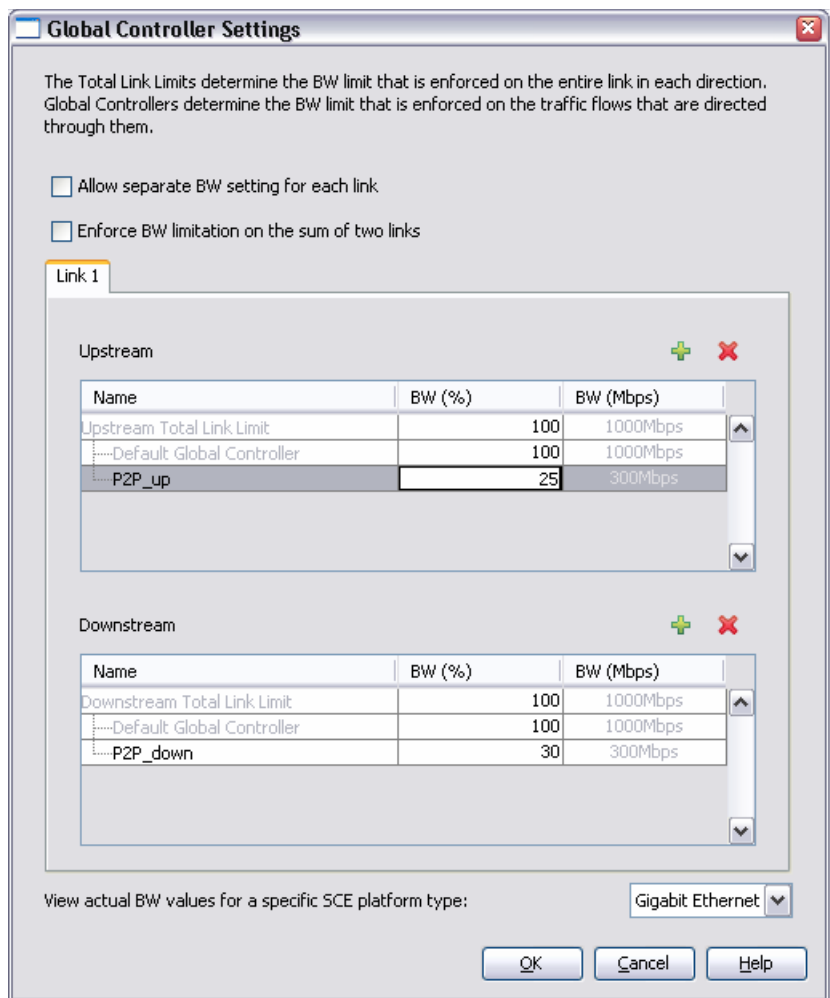 Global Controller Settings
The Total Link Limits determine the BW limit that is enforced on the entire link in each direction.
Global Controllers determine the BW limit that is enforced on the traffic flows that are directed
through them.
Allow separate BW setting for each link
Enforce BW limitation on the sum of two links
Link 1
Upstream
Name BW (%) BW (Mbps)
Upstream Total Link Limit 100 1000Mbps
Default Global Controller 100 1000Mbps
P2P_up 25 300Mbps
Downstream
Name BW (%) BW (Mbps)
Downstream Total Link Limit 100 1000Mbps
Default Global Controller 100 1000Mbps
P2P_down 30 300Mbps
View actual BW values for a specific SCE platform type: Gigabit Ethernet
OK Cancel Help